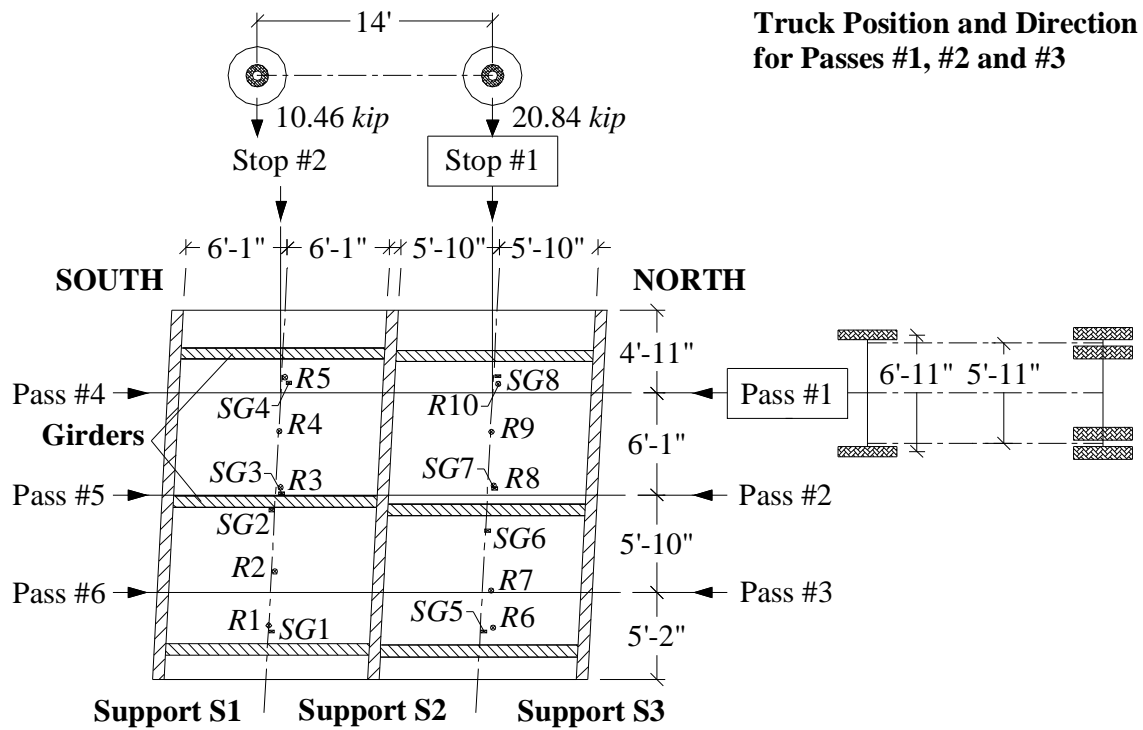 14'
Truck Position and Direction
for Passes #1, #2 and #3
10.46 kip
20.84 kip
Stop #2
Stop #1
6'-1"
6'-1"
5'-10"
5'-10"
SOUTH
NORTH
4'-11"
6'-11"
5'-11"
R5
SG8
Pass #4
SG4
R10
Pass #1
Girders
R4
R9
6'-1"
SG3
R3
SG7
R8
Pass #5
Pass #2
SG2
SG6
5'-10"
R2
R7
Pass #6
Pass #3
R1
SG1
SG5
R6
5'-2"
Support S1
Support S2
Support S3